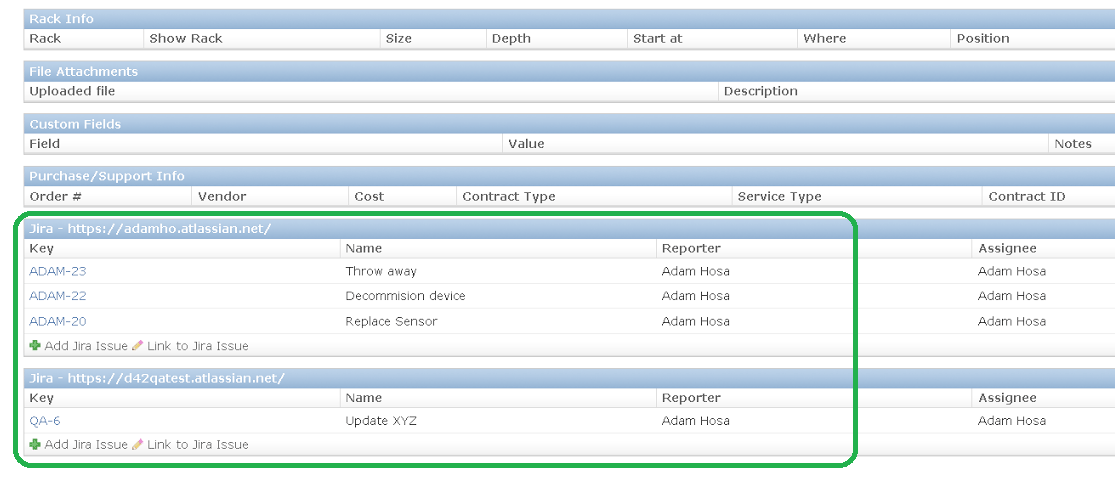 Rack Info
Rack Show Rack Size Depth Start at Where Position
File Attachments
Uploaded file Description
Custom Fields
Field Value Notes
Purchase/Support Info
Order # Vendor Cost Contract Type Service Type Contract ID
Jira - https://adamho.atlassian.net/
Key Name Reporter Assignee
ADAM-23 Throw away Adam Hosa Adam Hosa
ADAM-22 Decommision device Adam Hosa Adam Hosa
ADAM-20 Replace Sensor Adam Hosa Adam Hosa
Add Jira Issue Link to Jira Issue
Jira - https://d42qatest.atlassian.net/
Key Name Reporter Assignee
QA-6 Update XYZ Adam Hosa Adam Hosa
Add Jira Issue Link to Jira Issue